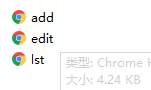 add
edit
lst
类型: Chrome H
大小: 4.24 KB